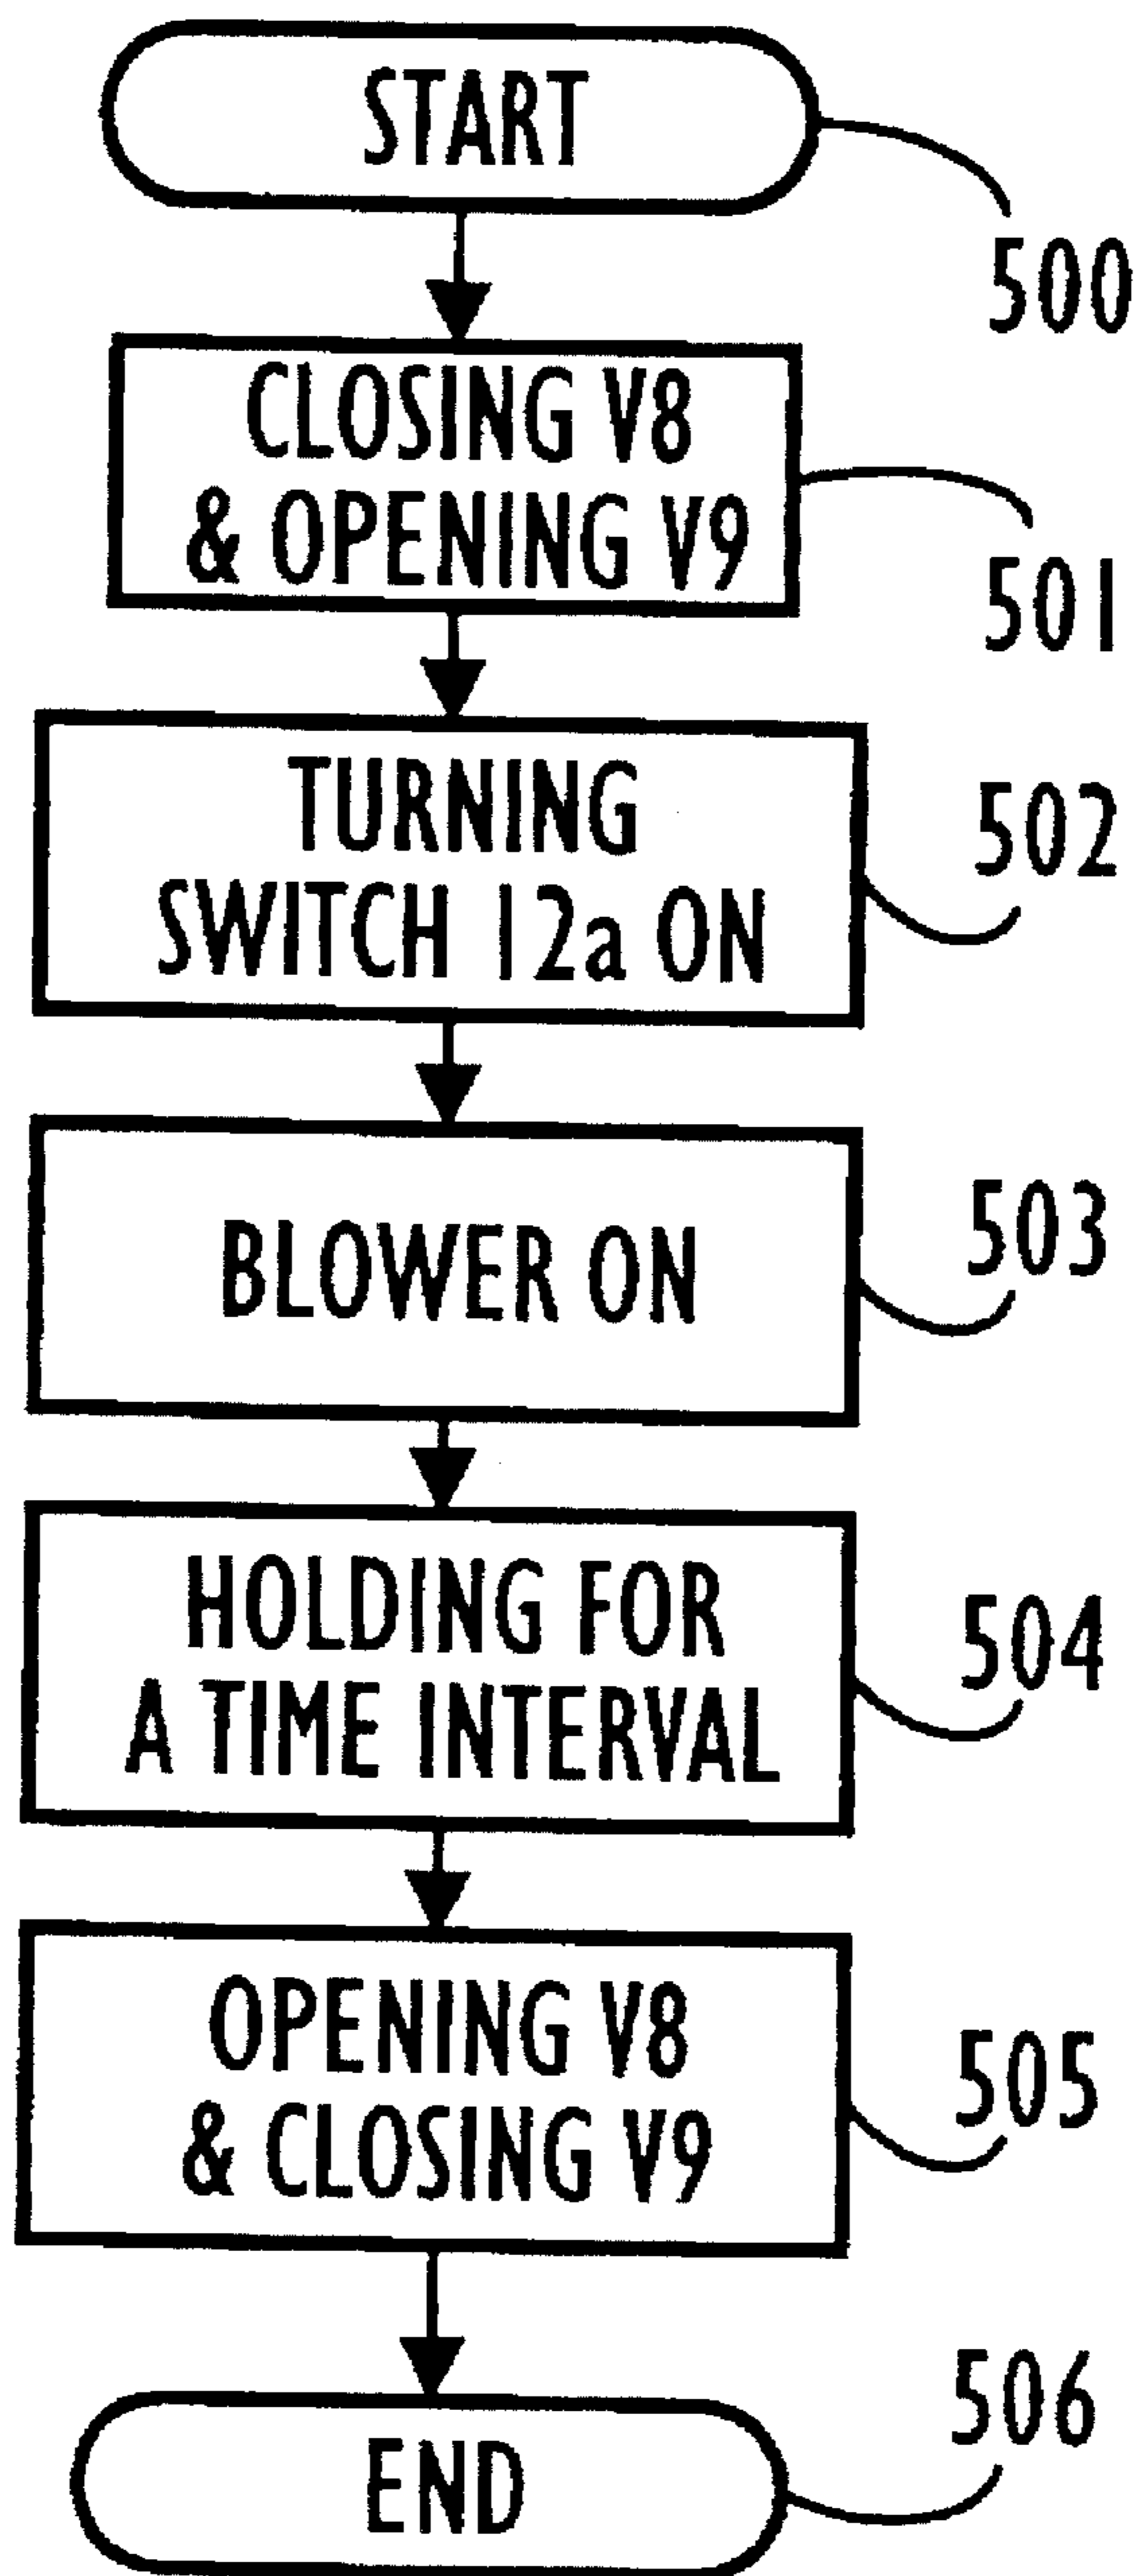 START
500
CLOSING V8
& OPENING V9
501
TURNING
SWITCH 12a ON
502
BLOWER ON
503
HOLDING FOR
A TIME INTERVAL
504
OPENING V8
& CLOSING V9
505
END
506